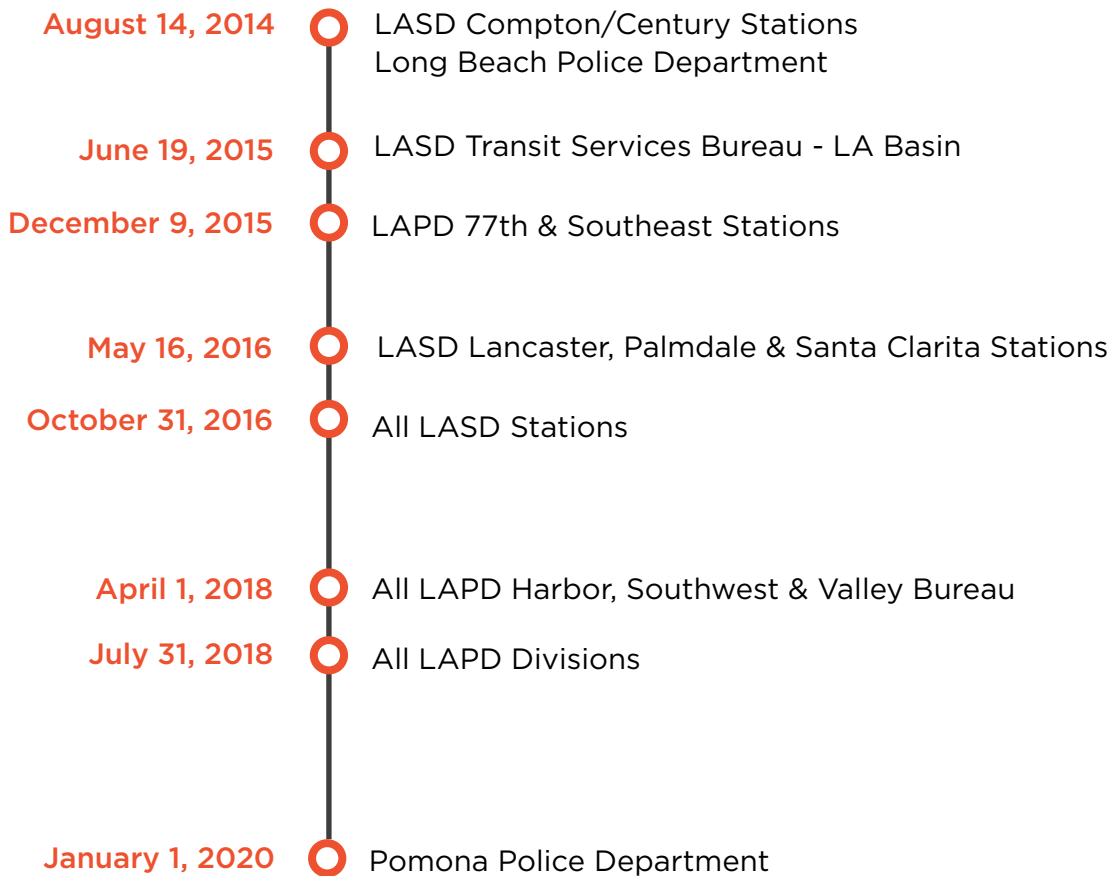 August 14, 2014 LASD Compton/Century Stations
Long Beach Police Department
June 19, 2015 LASD Transit Services Bureau - LA Basin
December 9, 2015 LAPD 77th & Southeast Stations
May 16, 2016 LASD Lancaster, Palmdale & Santa Clarita Stations
October 31, 2016 All LASD Stations
April 1, 2018 All LAPD Harbor, Southwest & Valley Bureau
July 31, 2018 All LAPD Divisions
January 1, 2020 Pomona Police Department